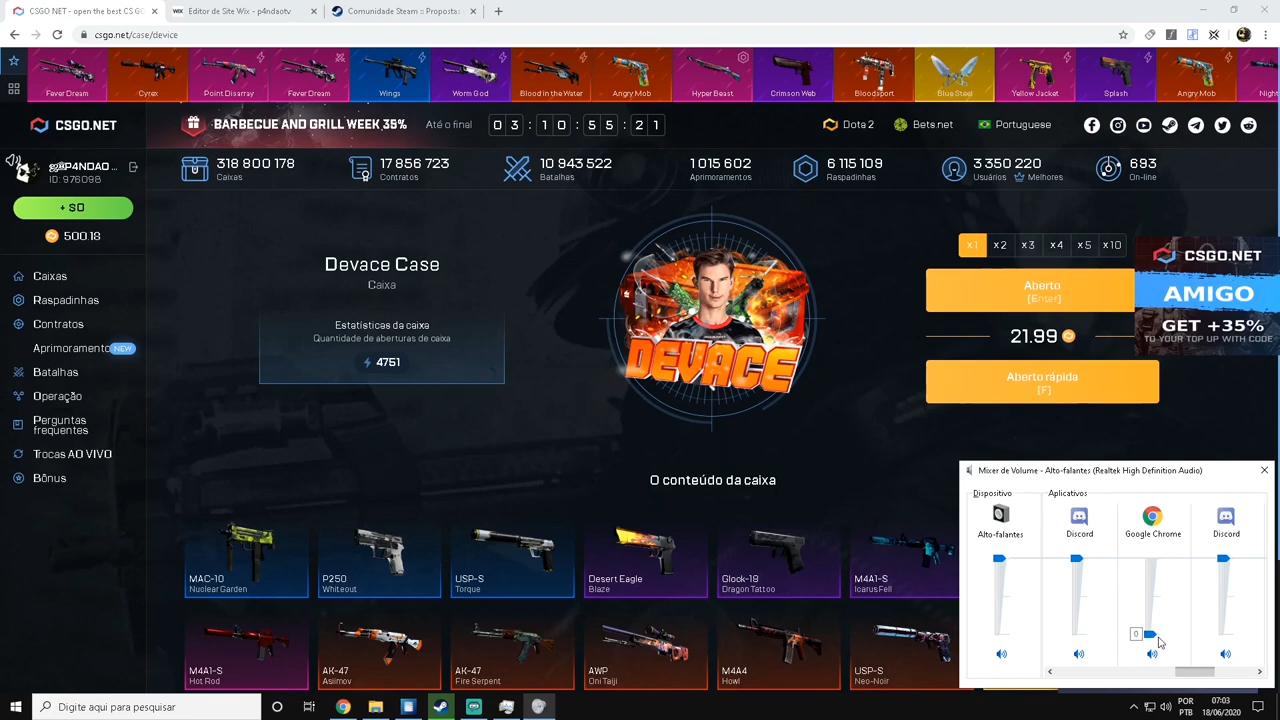 CSGO.NET - open the best CS GO
Editor de Site Wix - p4ndaotv
Comunidade Steam :: Proposta
csgo.net/case/device
Fever Dream
Cyrex
Point Disarray
Fever Dream
Wings
Worm God
Blood in the Water
Angry Mob
Hyper Beast
Crimson Web
Bloodsport
Blue Steel
Yellow Jacket
Splash
Angry Mob
Night
CSGO.NET
BARBECUE AND GRILL WEEK 35%
Até o final
03:10:55:21
Dota 2
Bets.net
Portuguese
P4NDAO ...
ID: 976098
318 800 178
Caixas
17 856 723
Contratos
10 943 522
Batalhas
1 015 602
Aprimoramentos
6 115 109
Raspadinhas
3 350 220
Usuários
Melhores
693
On-line
+ $0
500.18
Caixas
Raspadinhas
Contratos
Aprimoramento NEW
Batalhas
Operação
Perguntas
frequentes
Trocas AO VIVO
Bônus
Devace Case
Caixa
Estatísticas da caixa
Quantidade de aberturas de caixa
4751
DEVACE
x1 x2 x3 x4 x5 x10
Aberto
[Enter]
21.99
Aberto rápida
[F]
CSGO.NET
AMIGO
GET +35%
TO YOUR TOP UP WITH CODE
O conteúdo da caixa
MAC-10
Nuclear Garden
P250
Whiteout
USP-S
Torque
Desert Eagle
Blaze
Glock-18
Dragon Tattoo
M4A1-S
Icarus Fell
M4A1-S
Hot Rod
AK-47
Asiimov
AK-47
Fire Serpent
AWP
Oni Taiji
M4A4
Howl
USP-S
Neo-Noir
Mixer de Volume - Alto-falantes (Realtek High Definition Audio)
Dispositivo
Aplicativos
Alto-falantes
Discord
Google Chrome
Discord
0
Digite aqui para pesquisar
POR
PTB
07:03
18/06/2020